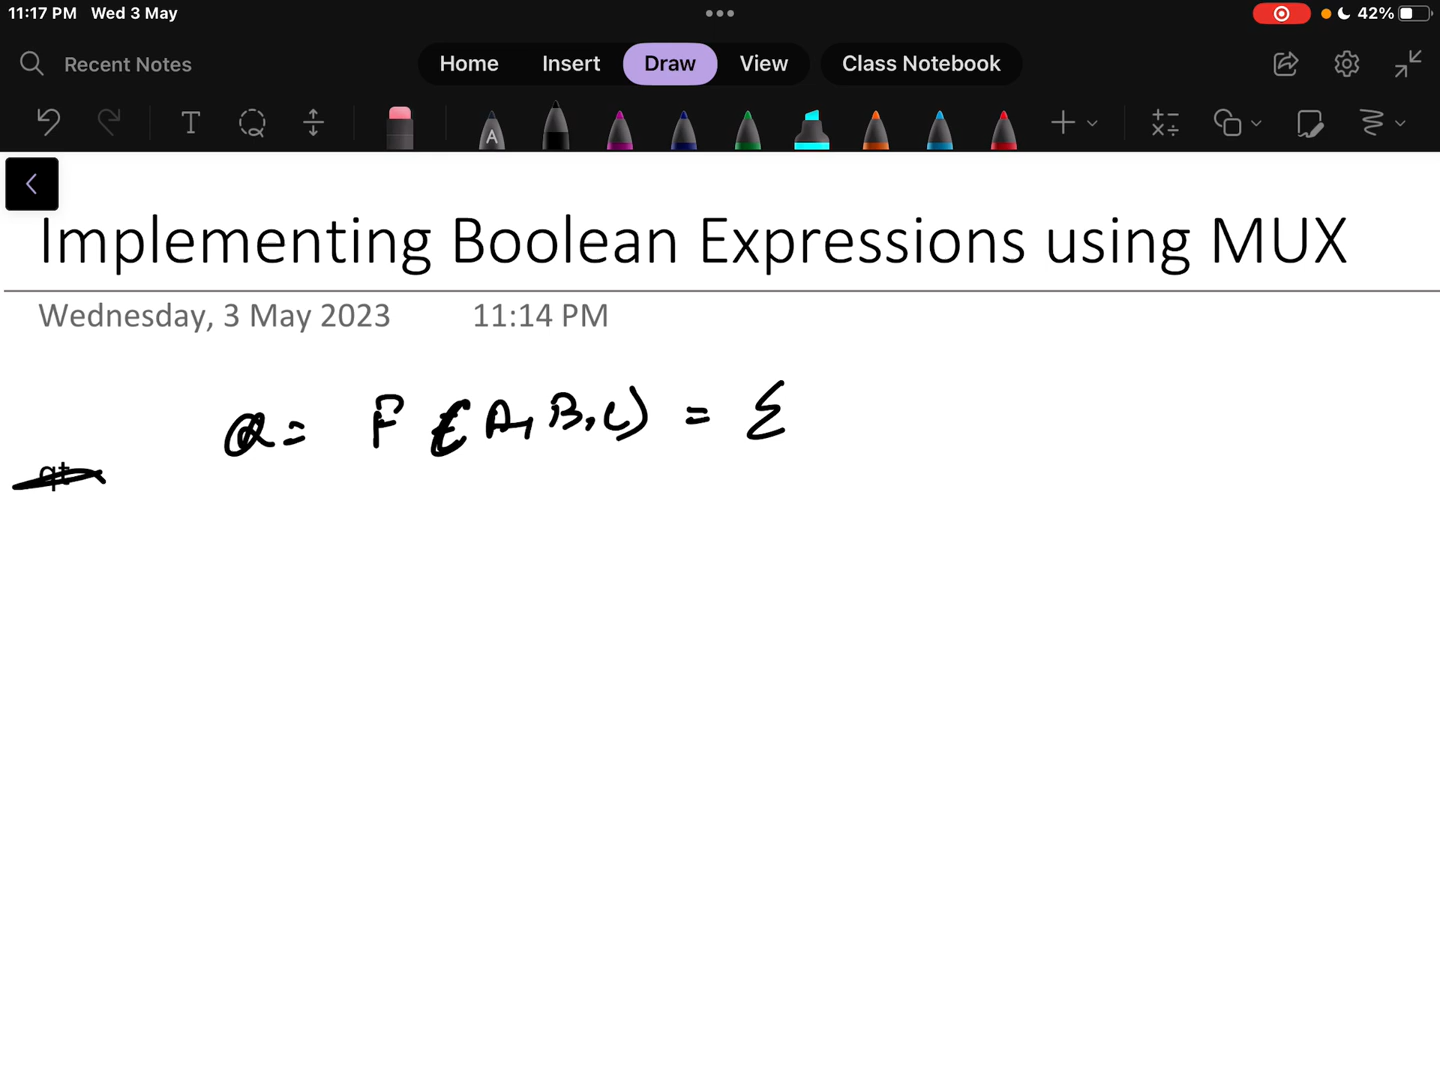 11:17 PM Wed 3 May 42%
Recent Notes Home Insert Draw View Class Notebook
T A
Implementing Boolean Expressions using MUX
Wednesday, 3 May 2023 11:14 PM
Q = F (A, B, C) = Σ
qt